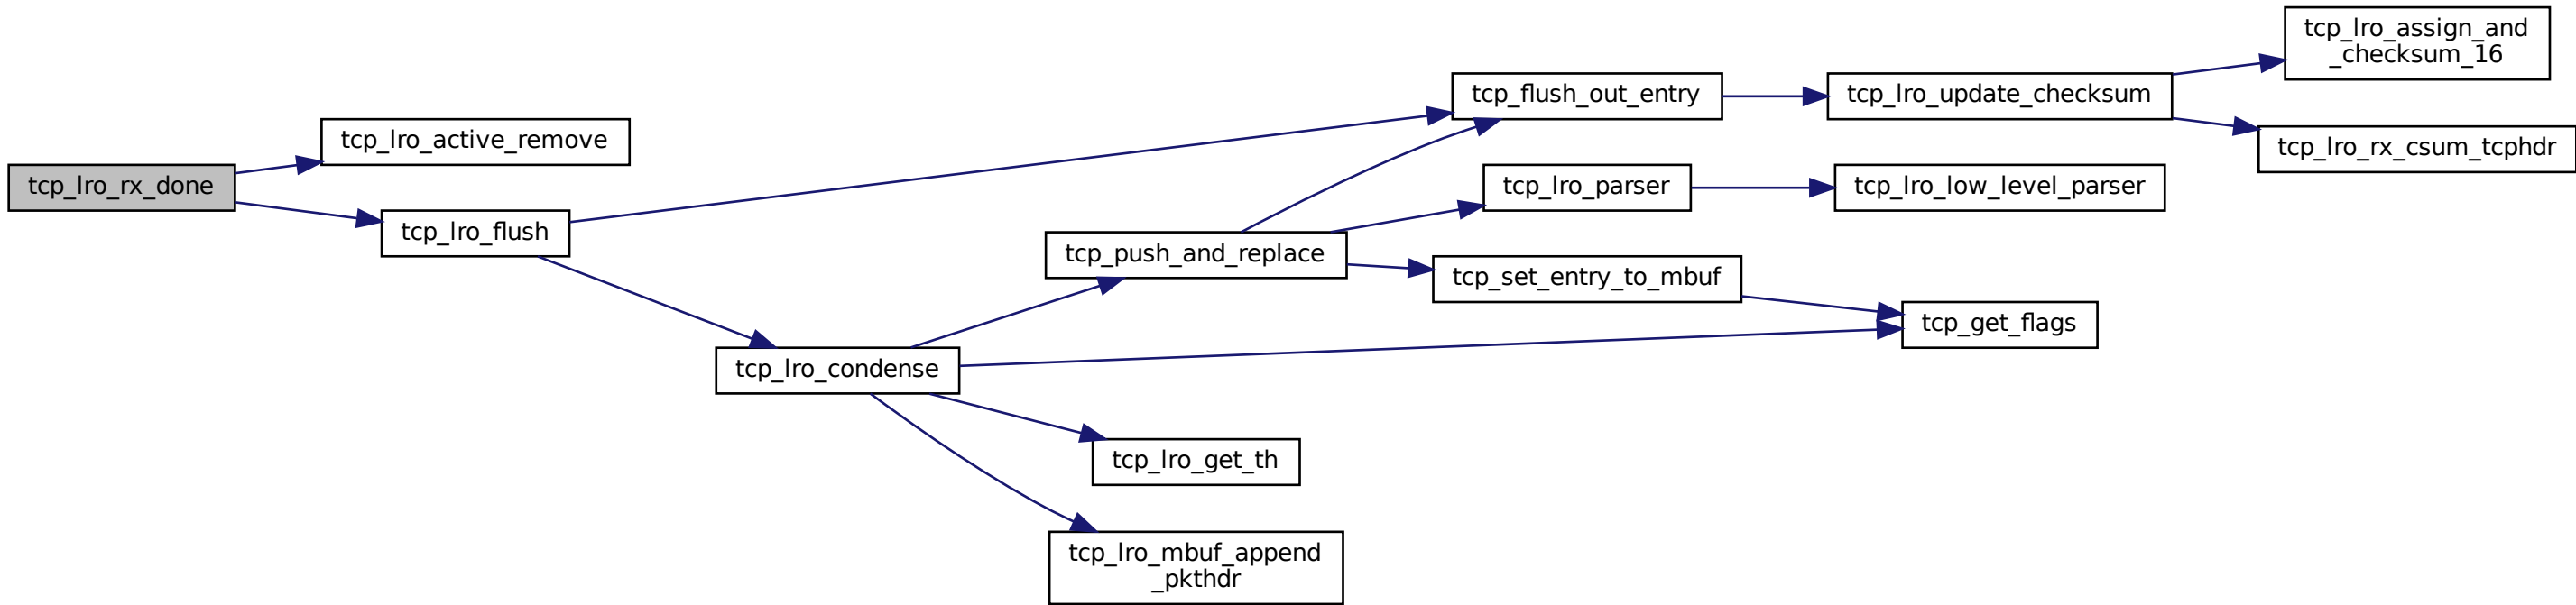 tcp_lro_rx_done
tcp_lro_active_remove
tcp_lro_flush
tcp_lro_condense
tcp_push_and_replace
tcp_lro_get_th
tcp_lro_mbuf_append
_pkthdr
tcp_flush_out_entry
tcp_lro_parser
tcp_set_entry_to_mbuf
tcp_lro_update_checksum
tcp_lro_low_level_parser
tcp_get_flags
tcp_lro_assign_and
_checksum_16
tcp_lro_rx_csum_tcphdr